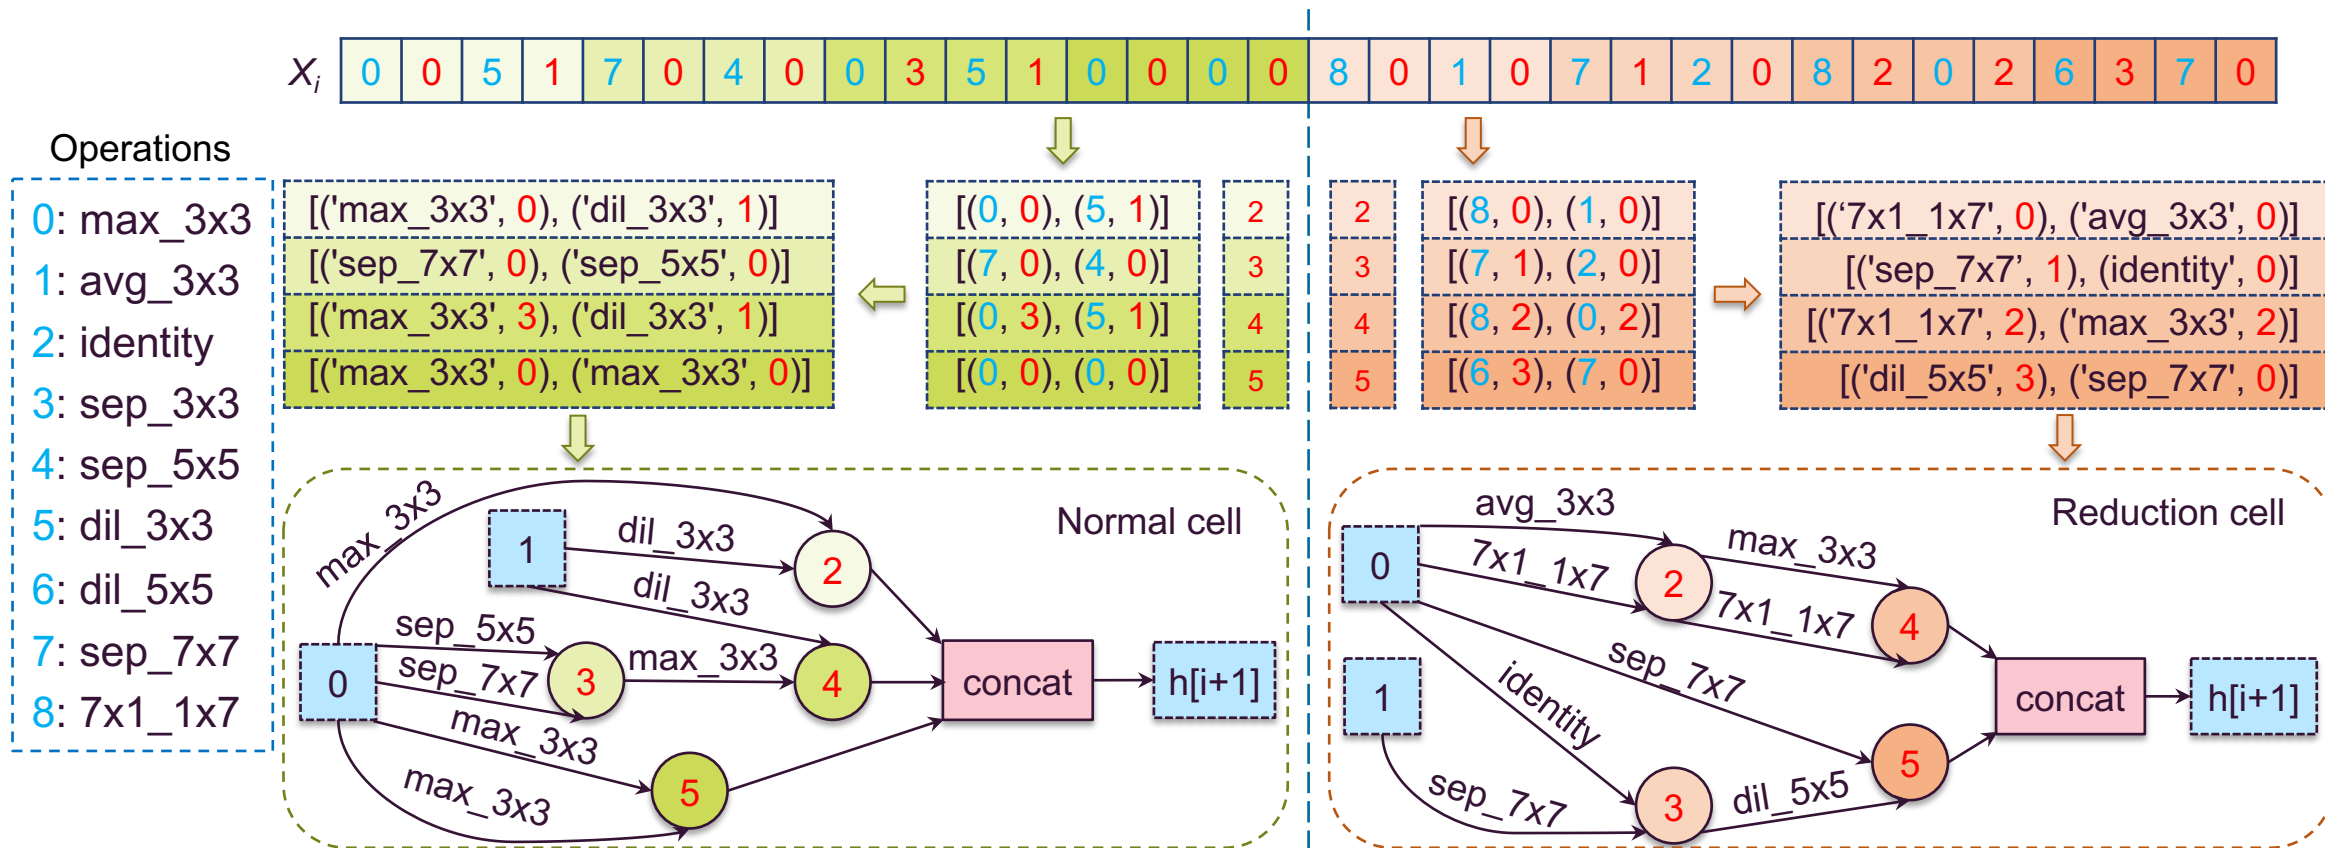 X_i 0 0 5 1 7 0 4 0 0 3 5 1 0 0 0 0 8 0 1 0 7 1 2 0 8 2 0 2 6 3 7 0
Operations
0: max_3x3
1: avg_3x3
2: identity
3: sep_3x3
4: sep_5x5
5: dil_3x3
6: dil_5x5
7: sep_7x7
8: 7x1_1x7
[('max_3x3', 0), ('dil_3x3', 1)]
[('sep_7x7', 0), ('sep_5x5', 0)]
[('max_3x3', 3), ('dil_3x3', 1)]
[('max_3x3', 0), ('max_3x3', 0)]
[(0, 0), (5, 1)]
[(7, 0), (4, 0)]
[(0, 3), (5, 1)]
[(0, 0), (0, 0)]
2
3
4
5
2
3
4
5
[(8, 0), (1, 0)]
[(7, 1), (2, 0)]
[(8, 2), (0, 2)]
[(6, 3), (7, 0)]
[(‘7x1_1x7', 0), ('avg_3x3', 0)]
[('sep_7x7’, 1), (identity', 0)]
[('7x1_1x7', 2), ('max_3x3', 2)]
[('dil_5x5', 3), ('sep_7x7', 0)]
Normal cell
max_3x3
1
dil_3x3
2
dil_3x3
sep_5x5
0
sep_7x7
3
max_3x3
4
concat
h[i+1]
max_3x3
max_3x3
5
Reduction cell
avg_3x3
0
7x1_1x7
2
max_3x3
7x1_1x7
4
sep_7x7
identity
1
concat
h[i+1]
sep_7x7
3
dil_5x5
5